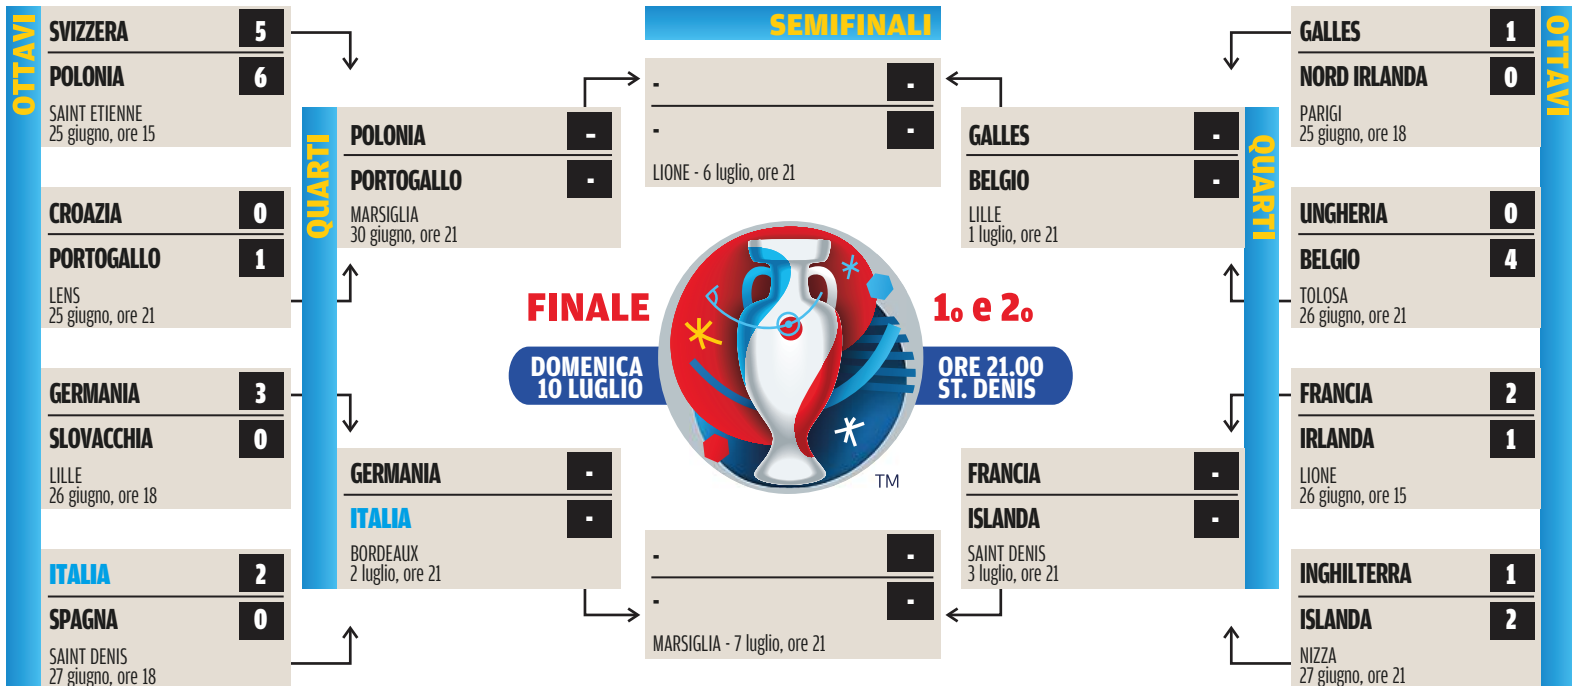 OTTAVI
SVIZZERA 5
POLONIA 6
SAINT ETIENNE
25 giugno, ore 15
CROAZIA 0
PORTOGALLO 1
LENS
25 giugno, ore 21
GERMANIA 3
SLOVACCHIA 0
LILLE
26 giugno, ore 18
ITALIA 2
SPAGNA 0
SAINT DENIS
27 giugno, ore 18
QUARTI
POLONIA -
PORTOGALLO -
MARSIGLIA
30 giugno, ore 21
GERMANIA -
ITALIA -
BORDEAUX
2 luglio, ore 21
SEMIFINALI
- -
- -
LIONE - 6 luglio, ore 21
FINALE 1o e 2o
DOMENICA
10 LUGLIO
ORE 21.00
ST. DENIS
TM
- -
- -
MARSIGLIA - 7 luglio, ore 21
GALLES -
BELGIO -
LILLE
1 luglio, ore 21
FRANCIA -
ISLANDA -
SAINT DENIS
3 luglio, ore 21
QUARTI
GALLES 1
NORD IRLANDA 0
PARIGI
25 giugno, ore 18
UNGHERIA 0
BELGIO 4
TOLOSA
26 giugno, ore 21
FRANCIA 2
IRLANDA 1
LIONE
26 giugno, ore 15
INGHILTERRA 1
ISLANDA 2
NIZZA
27 giugno, ore 21
OTTAVI